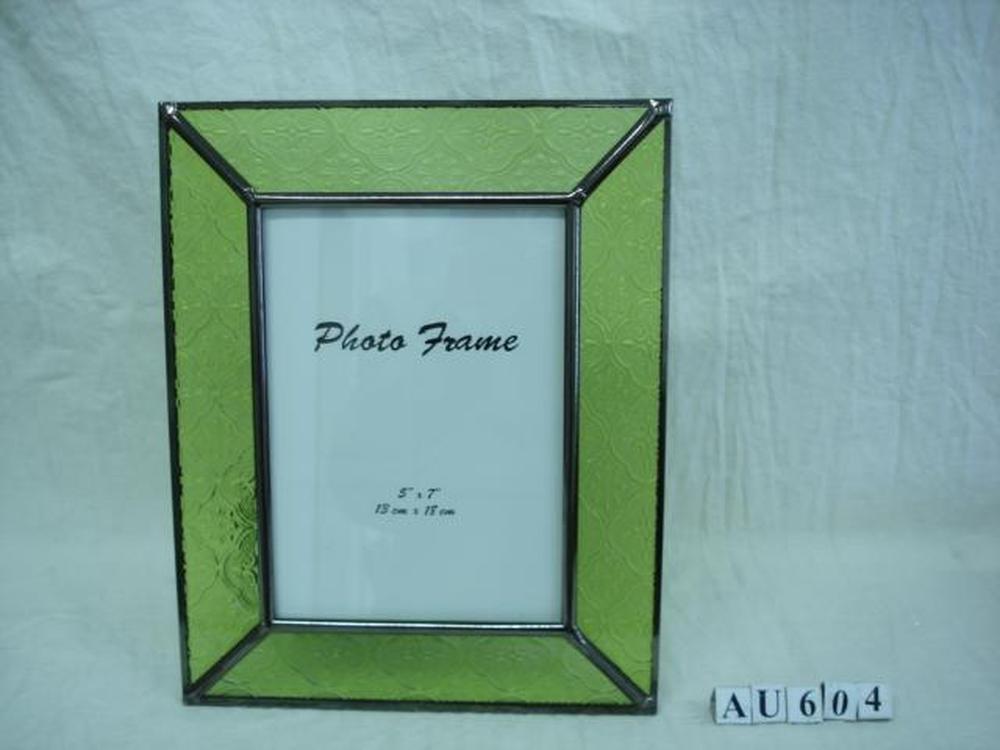 Photo Frame
5" x 7"
13 cm x 18 cm
AU604